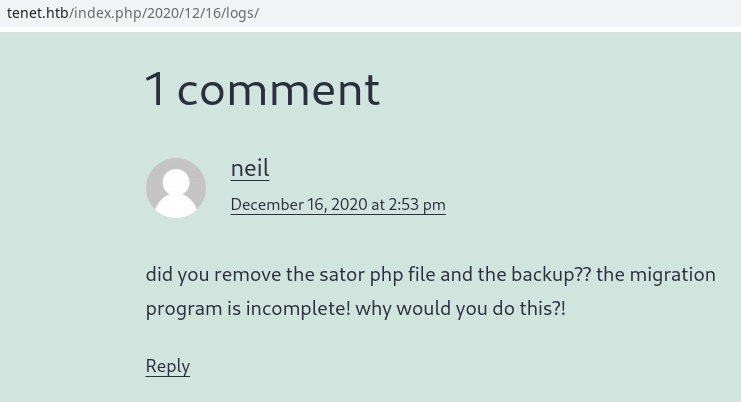 tenet.htb/index.php/2020/12/16/logs/
1 comment
neil
December 16, 2020 at 2:53 pm
did you remove the sator php file and the backup?? the migration
program is incomplete! why would you do this?!
Reply